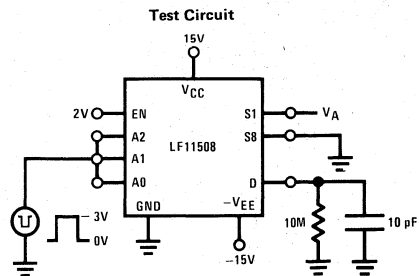 Test Circuit
15V
VCC
2V
EN
A2
A1
A0
LF11508
S1
VA
S8
D
GND
-VEE
3V
0V
-15V
10M
10 pF